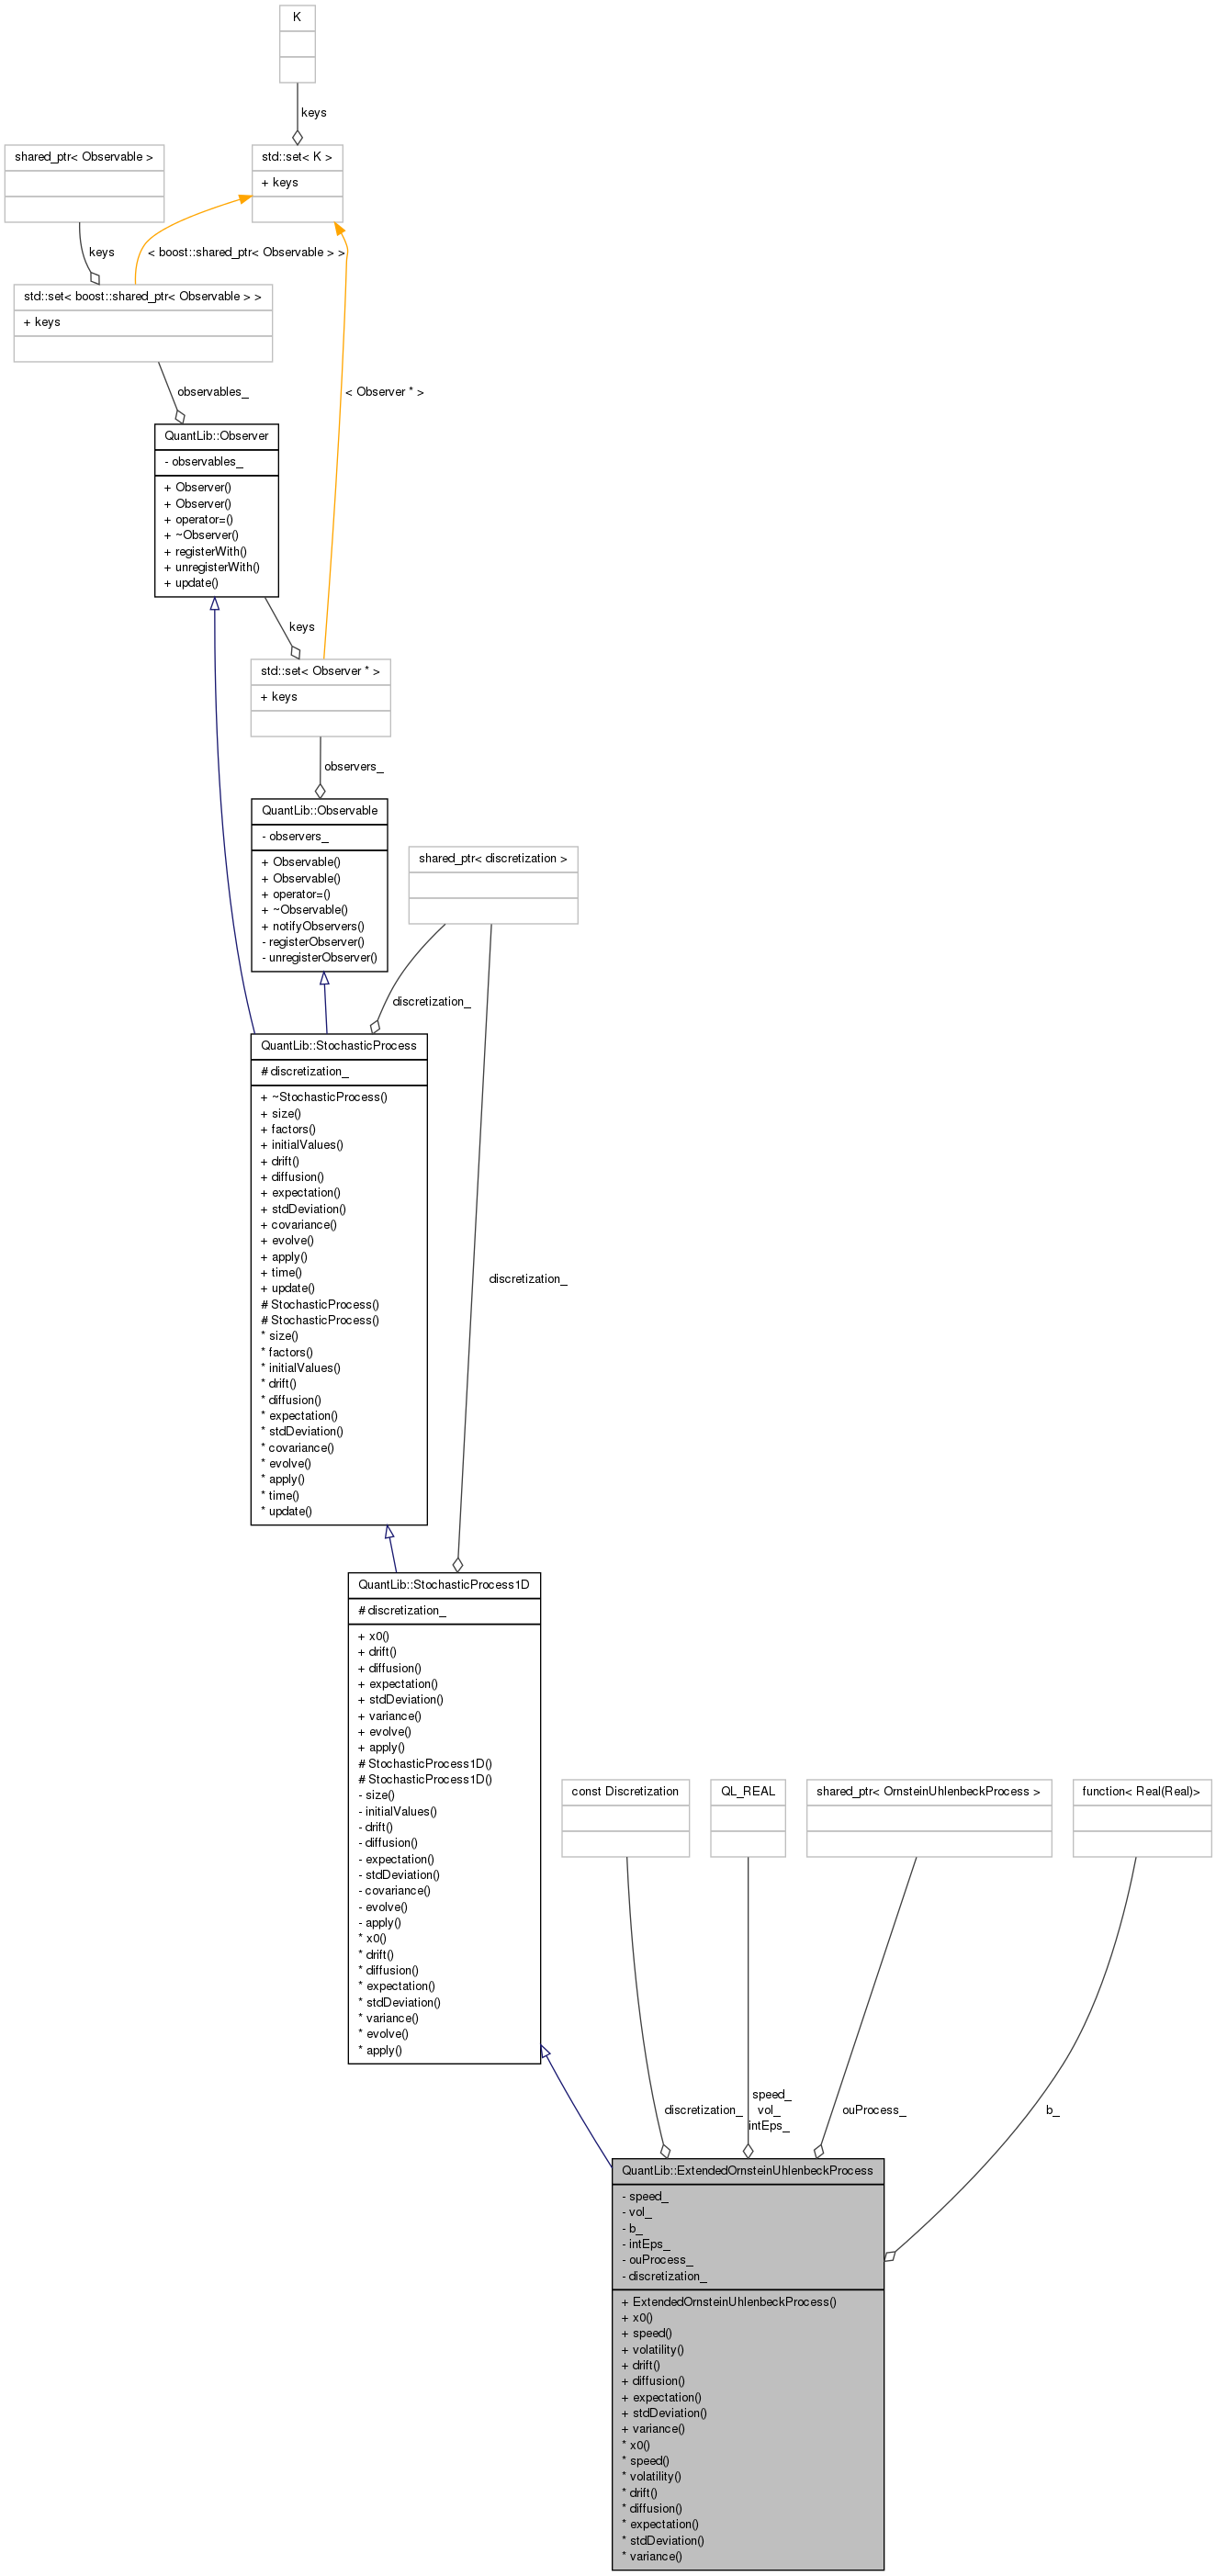 K
keys
shared_ptr< Observable >
std::set< K >
+ keys
keys
< boost::shared_ptr< Observable > >
std::set< boost::shared_ptr< Observable > >
+ keys
observables_
< Observer * >
QuantLib::Observer
- observables_
+ Observer()
+ Observer()
+ operator=()
+ ~Observer()
+ registerWith()
+ unregisterWith()
+ update()
keys
std::set< Observer * >
+ keys
observers_
QuantLib::Observable
- observers_
+ Observable()
+ Observable()
+ operator=()
+ ~Observable()
+ notifyObservers()
- registerObserver()
- unregisterObserver()
shared_ptr< discretization >
discretization_
QuantLib::StochasticProcess
# discretization_
+ ~StochasticProcess()
+ size()
+ factors()
+ initialValues()
+ drift()
+ diffusion()
+ expectation()
+ stdDeviation()
+ covariance()
+ evolve()
+ apply()
+ time()
+ update()
# StochasticProcess()
# StochasticProcess()
* size()
* factors()
* initialValues()
* drift()
* diffusion()
* expectation()
* stdDeviation()
* covariance()
* evolve()
* apply()
* time()
* update()
discretization_
QuantLib::StochasticProcess1D
# discretization_
+ x0()
+ drift()
+ diffusion()
+ expectation()
+ stdDeviation()
+ variance()
+ evolve()
+ apply()
# StochasticProcess1D()
# StochasticProcess1D()
- size()
- initialValues()
- drift()
- diffusion()
- expectation()
- stdDeviation()
- covariance()
- evolve()
- apply()
* x0()
* drift()
* diffusion()
* expectation()
* stdDeviation()
* variance()
* evolve()
* apply()
const Discretization
QL_REAL
shared_ptr< OrnsteinUhlenbeckProcess >
function< Real(Real)>
discretization_
speed_
vol_
intEps_
ouProcess_
b_
QuantLib::ExtendedOrnsteinUhlenbeckProcess
- speed_
- vol_
- b_
- intEps_
- ouProcess_
- discretization_
+ ExtendedOrnsteinUhlenbeckProcess()
+ x0()
+ speed()
+ volatility()
+ drift()
+ diffusion()
+ expectation()
+ stdDeviation()
+ variance()
* x0()
* speed()
* volatility()
* drift()
* diffusion()
* expectation()
* stdDeviation()
* variance()